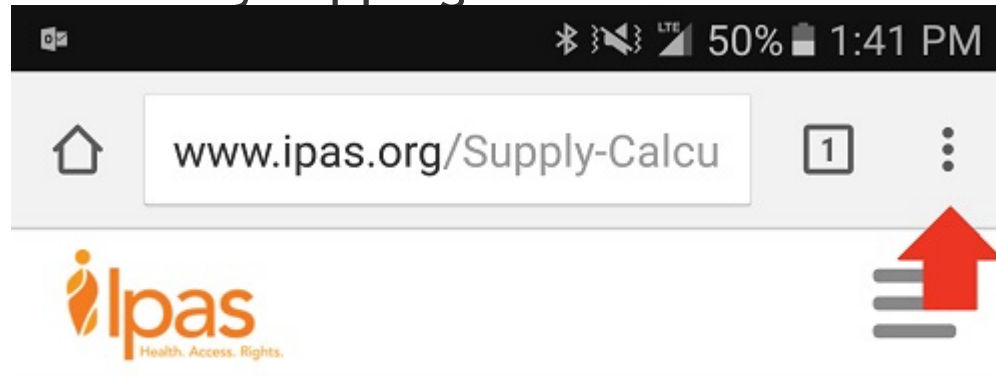 50% 1:41 PM
www.ipas.org/Supply-Calcu
1
Ipas
Health. Access. Rights.